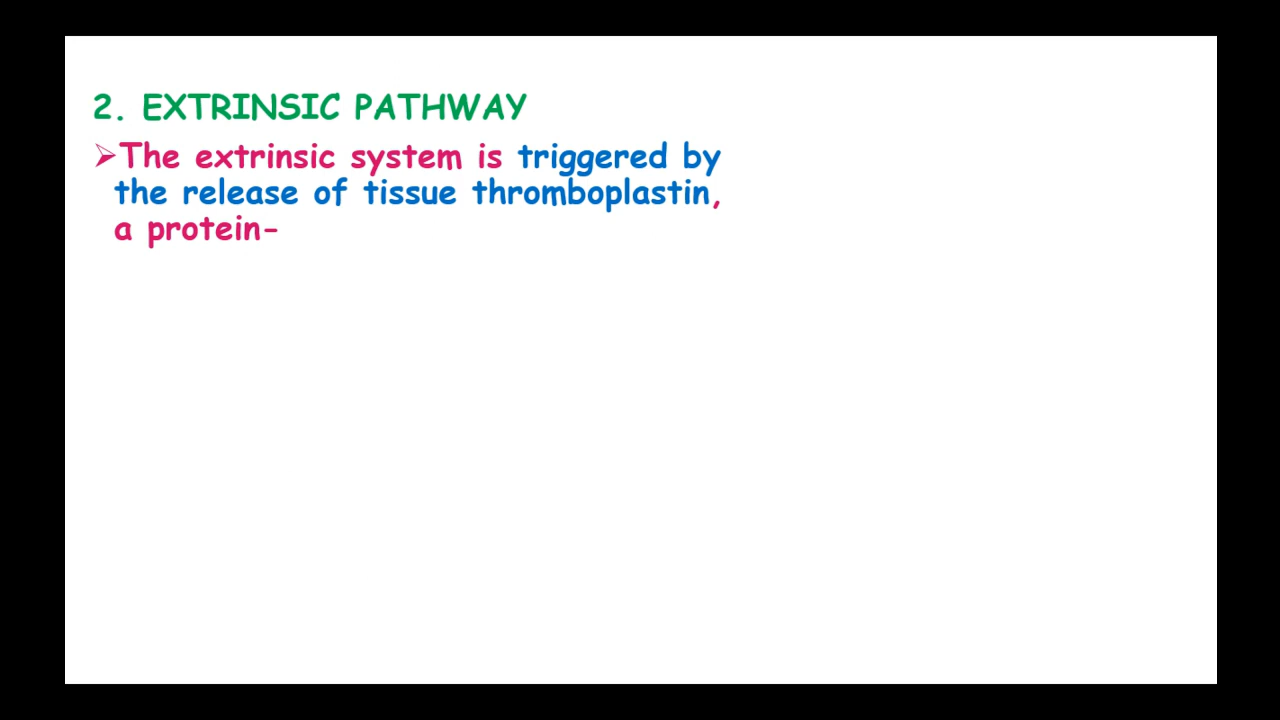 2. EXTRINSIC PATHWAY
➢The extrinsic system is triggered by
the release of tissue thromboplastin,
a protein-